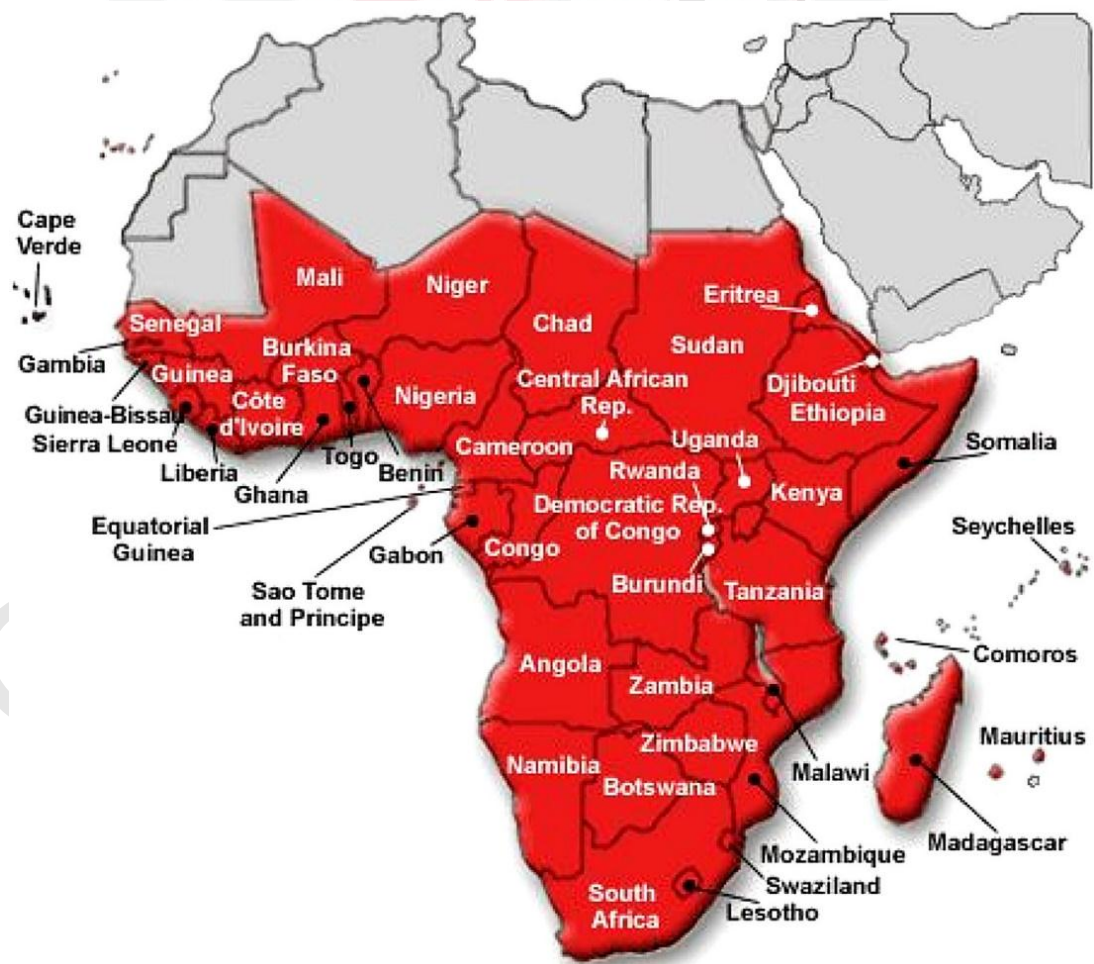 Cape
Verde
Mali
Niger
Chad
Sudan
Eritrea
Senegal
Gambia
Guinea
Burkina
Faso
Nigeria
Central African
Rep.
Djibouti
Ethiopia
Guinea-Bissau
Côte
d'Ivoire
Sierra Leone
Liberia
Ghana
Togo
Benin
Cameroon
Uganda
Rwanda
Kenya
Somalia
Democratic Rep.
of Congo
Equatorial
Guinea
Gabon
Congo
Seychelles
Burundi
Tanzania
Sao Tome
and Principe
Comoros
Angola
Zambia
Mauritius
Zimbabwe
Malawi
Namibia
Botswana
Madagascar
Mozambique
Swaziland
South
Africa
Lesotho